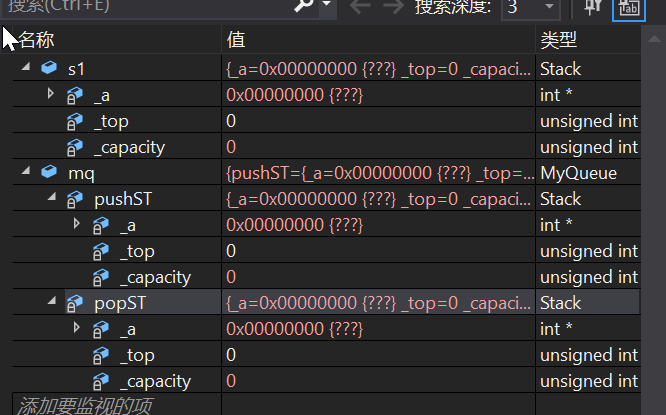 搜索(Ctrl+E) 搜索深度: 3
名称 值 类型
s1 {_a=0x00000000 {???} _top=0 _capaci... Stack
_a 0x00000000 {???} int *
_top 0 unsigned int
_capacity 0 unsigned int
mq {pushST={_a=0x00000000 {???} _top=... MyQueue
pushST {_a=0x00000000 {???} _top=0 _capaci... Stack
_a 0x00000000 {???} int *
_top 0 unsigned int
_capacity 0 unsigned int
popST {_a=0x00000000 {???} _top=0 _capaci... Stack
_a 0x00000000 {???} int *
_top 0 unsigned int
_capacity 0 unsigned int
添加要监视的项